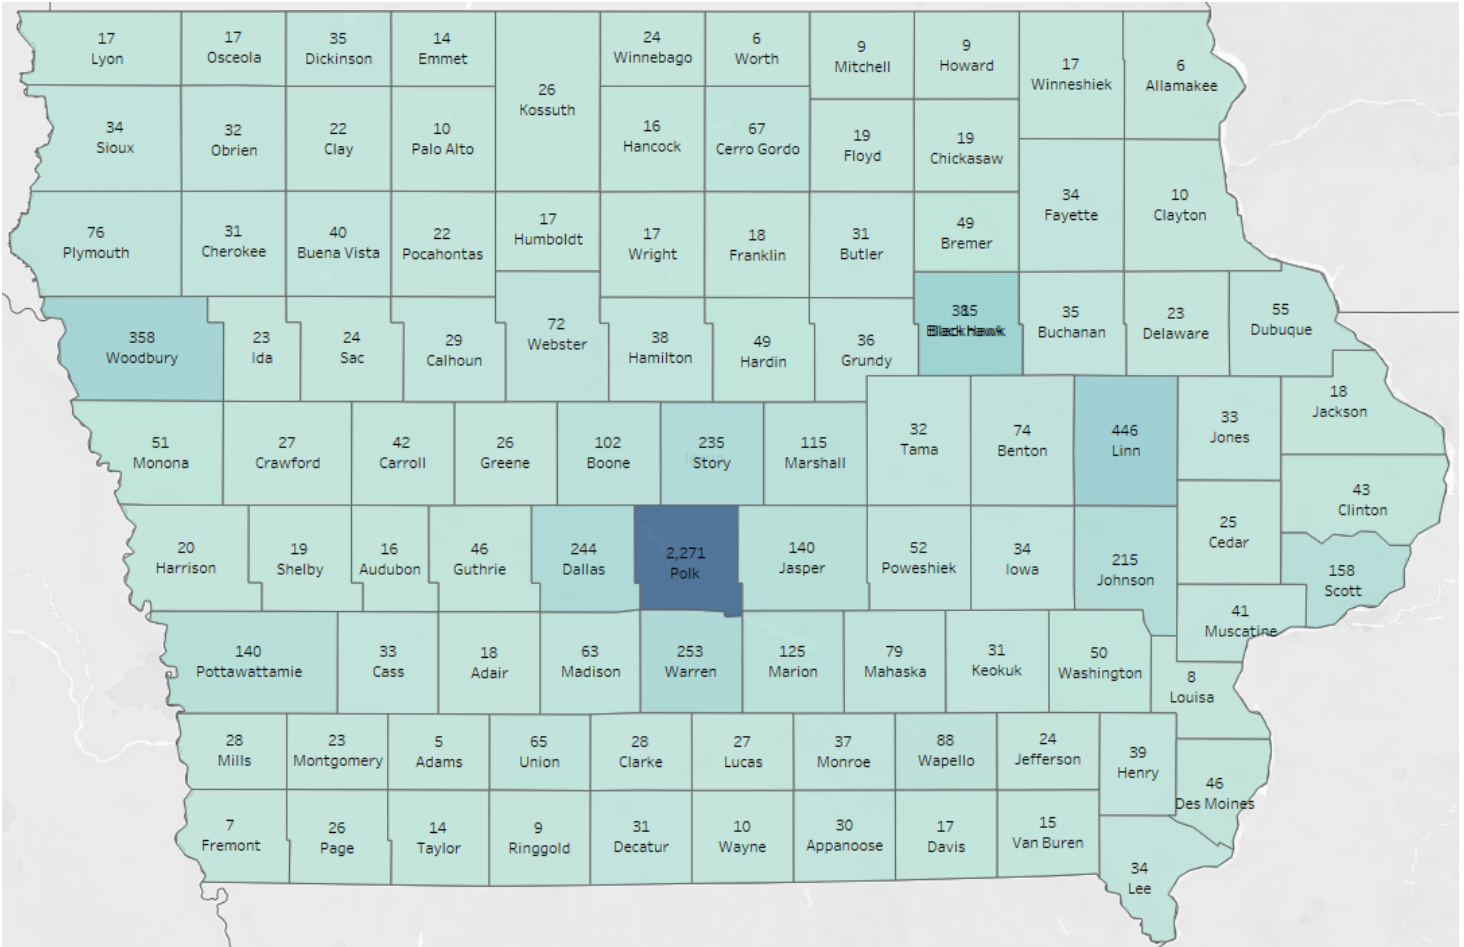 17
Lyon
17
Osceola
35
Dickinson
14
Emmet
26
Kossuth
24
Winnebago
6
Worth
9
Mitchell
9
Howard
17
Winneshiek
6
Allamakee
34
Sioux
32
Obrien
22
Clay
10
Palo Alto
16
Hancock
67
Cerro Gordo
19
Floyd
19
Chickasaw
34
Fayette
10
Clayton
76
Plymouth
31
Cherokee
40
Buena Vista
22
Pocahontas
17
Humboldt
17
Wright
18
Franklin
31
Butler
49
Bremer
358
Woodbury
23
Ida
24
Sac
29
Calhoun
72
Webster
38
Hamilton
49
Hardin
36
Grundy
35
Buchanan
23
Delaware
55
Dubuque
51
Monona
27
Crawford
42
Carroll
26
Greene
102
Boone
235
Story
115
Marshall
32
Tama
74
Benton
446
Linn
33
Jones
18
Jackson
20
Harrison
19
Shelby
16
Audubon
46
Guthrie
244
Dallas
2,271
Polk
140
Jasper
52
Poweshiek
34
Iowa
215
Johnson
25
Cedar
43
Clinton
158
Scott
41
Muscatine
140
Pottawattamie
33
Cass
18
Adair
63
Madison
253
Warren
125
Marion
79
Mahaska
31
Keokuk
50
Washington
8
Louisa
28
Mills
23
Montgomery
5
Adams
65
Union
28
Clarke
27
Lucas
37
Monroe
88
Wapello
24
Jefferson
39
Henry
46
Des Moines
7
Fremont
26
Page
14
Taylor
9
Ringgold
31
Decatur
10
Wayne
30
Appanoose
17
Davis
15
Van Buren
34
Lee